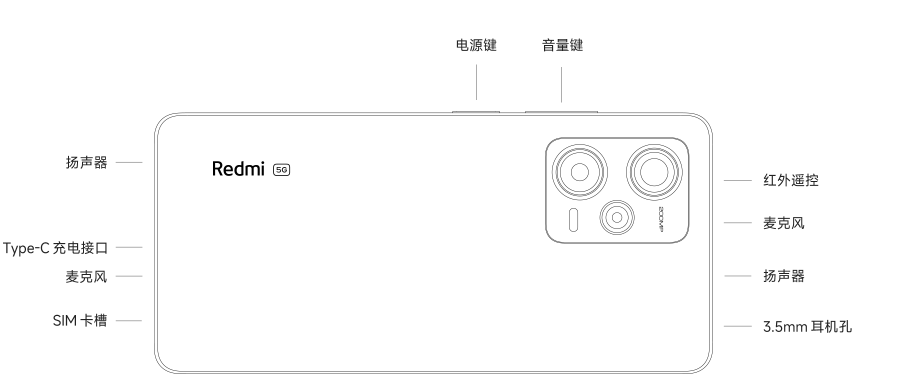 电源键
音量键
扬声器
Redmi 5G
红外遥控
200MP
麦克风
Type-C 充电接口
麦克风
扬声器
SIM 卡槽
3.5mm 耳机孔